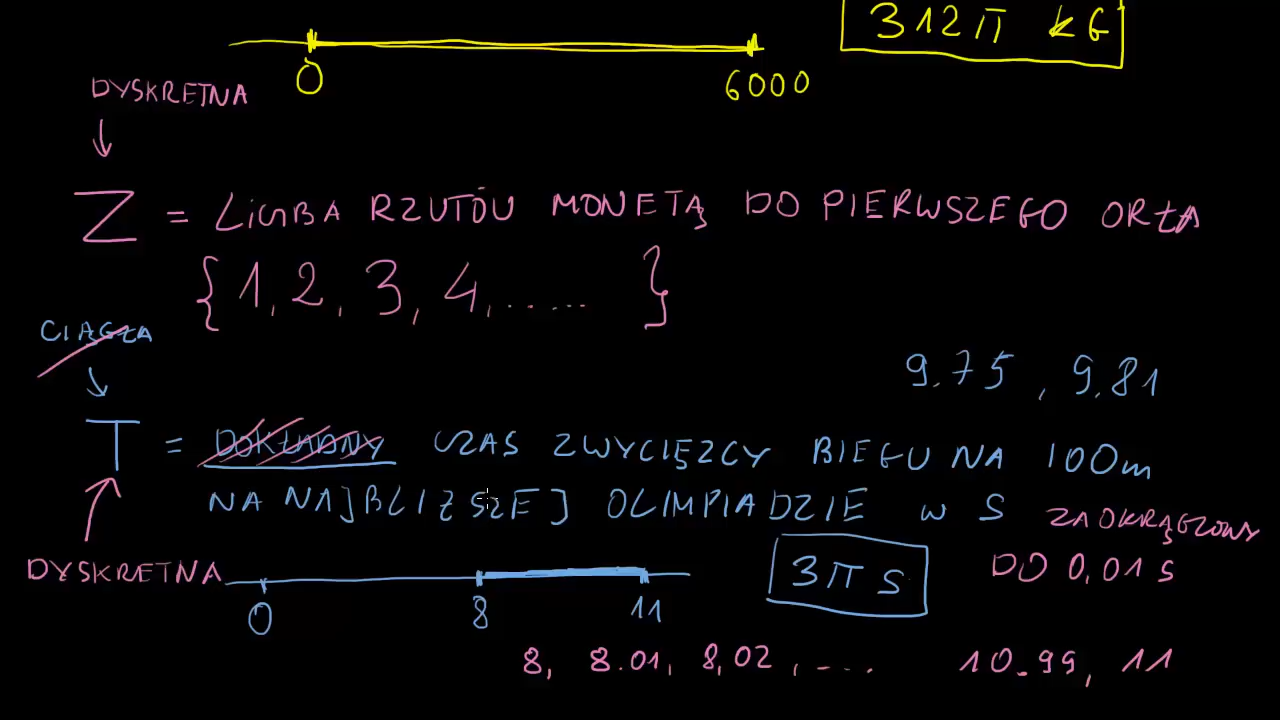 312π KG
0 6000
DYSKRETNA
Z = LICZBA RZUTÓW MONETĄ DO PIERWSZEGO ORŁA
{1, 2, 3, 4, ..... }
CIĄGŁA
9.75, 9.81
T = DOKŁADNY CZAS ZWYCIĘZCY BIEGU NA 100m
NA NAJBLIŻSZEJ OLIMPIADZIE W S
ZAOKRĄGLONY
DO 0,01 S
DYSKRETNA
3π S
0 8 11
8, 8.01, 8,02, .... 10.99, 11